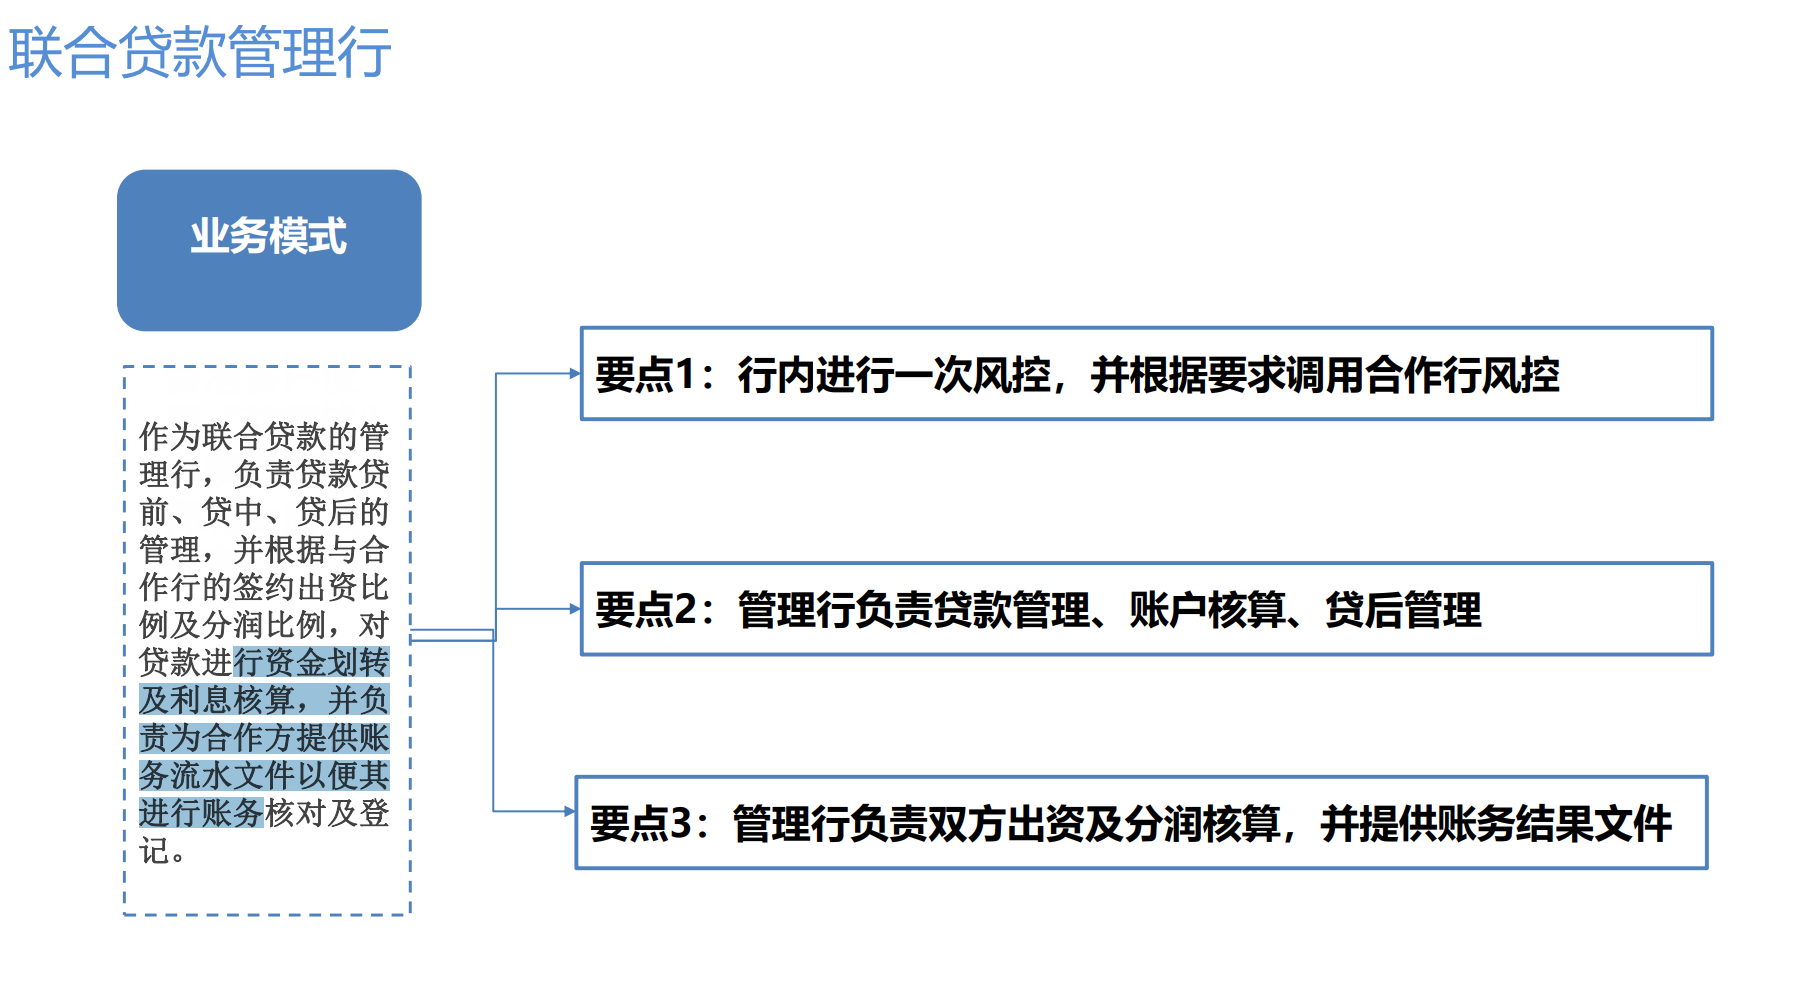 联合贷款管理行
业务模式
作为联合贷款的管
理行，负责贷款贷
前、贷中、贷后的
管理，并根据与合
作行的签约出资比
例及分润比例，对
贷款进行资金划转
及利息核算，并负
责为合作方提供账
务流水文件以便其
进行账务核对及登
记。
要点1：行内进行一次风控，并根据要求调用合作行风控
要点2：管理行负责贷款管理、账户核算、贷后管理
要点3：管理行负责双方出资及分润核算，并提供账务结果文件